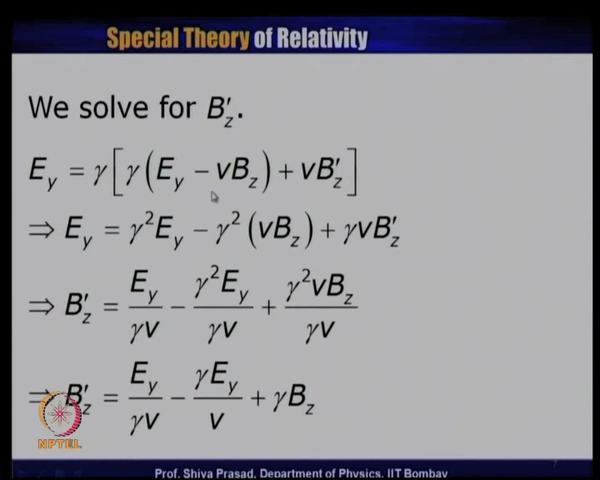 Special Theory of Relativity
We solve for B′z.
Ey = γ[γ(Ey − vBz) + vB′z]
⇒ Ey = γ²Ey − γ²(vBz) + γvB′z
⇒ B′z = Ey/γv − γ²Ey/γv + γ²vBz/γv
⇒ B′z = Ey/γv − γEy/v + γBz
NPTEL
7
Prof. Shiva Prasad, Department of Physics, IIT Bombay